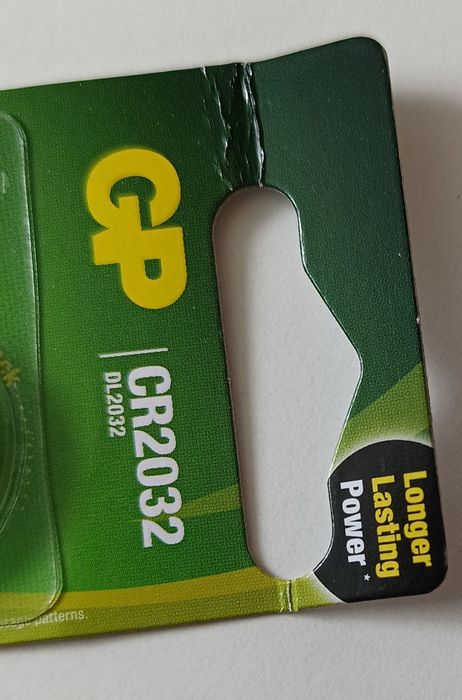 GP
CR2032
DL2032
Longer
Lasting
Power*
patterns.